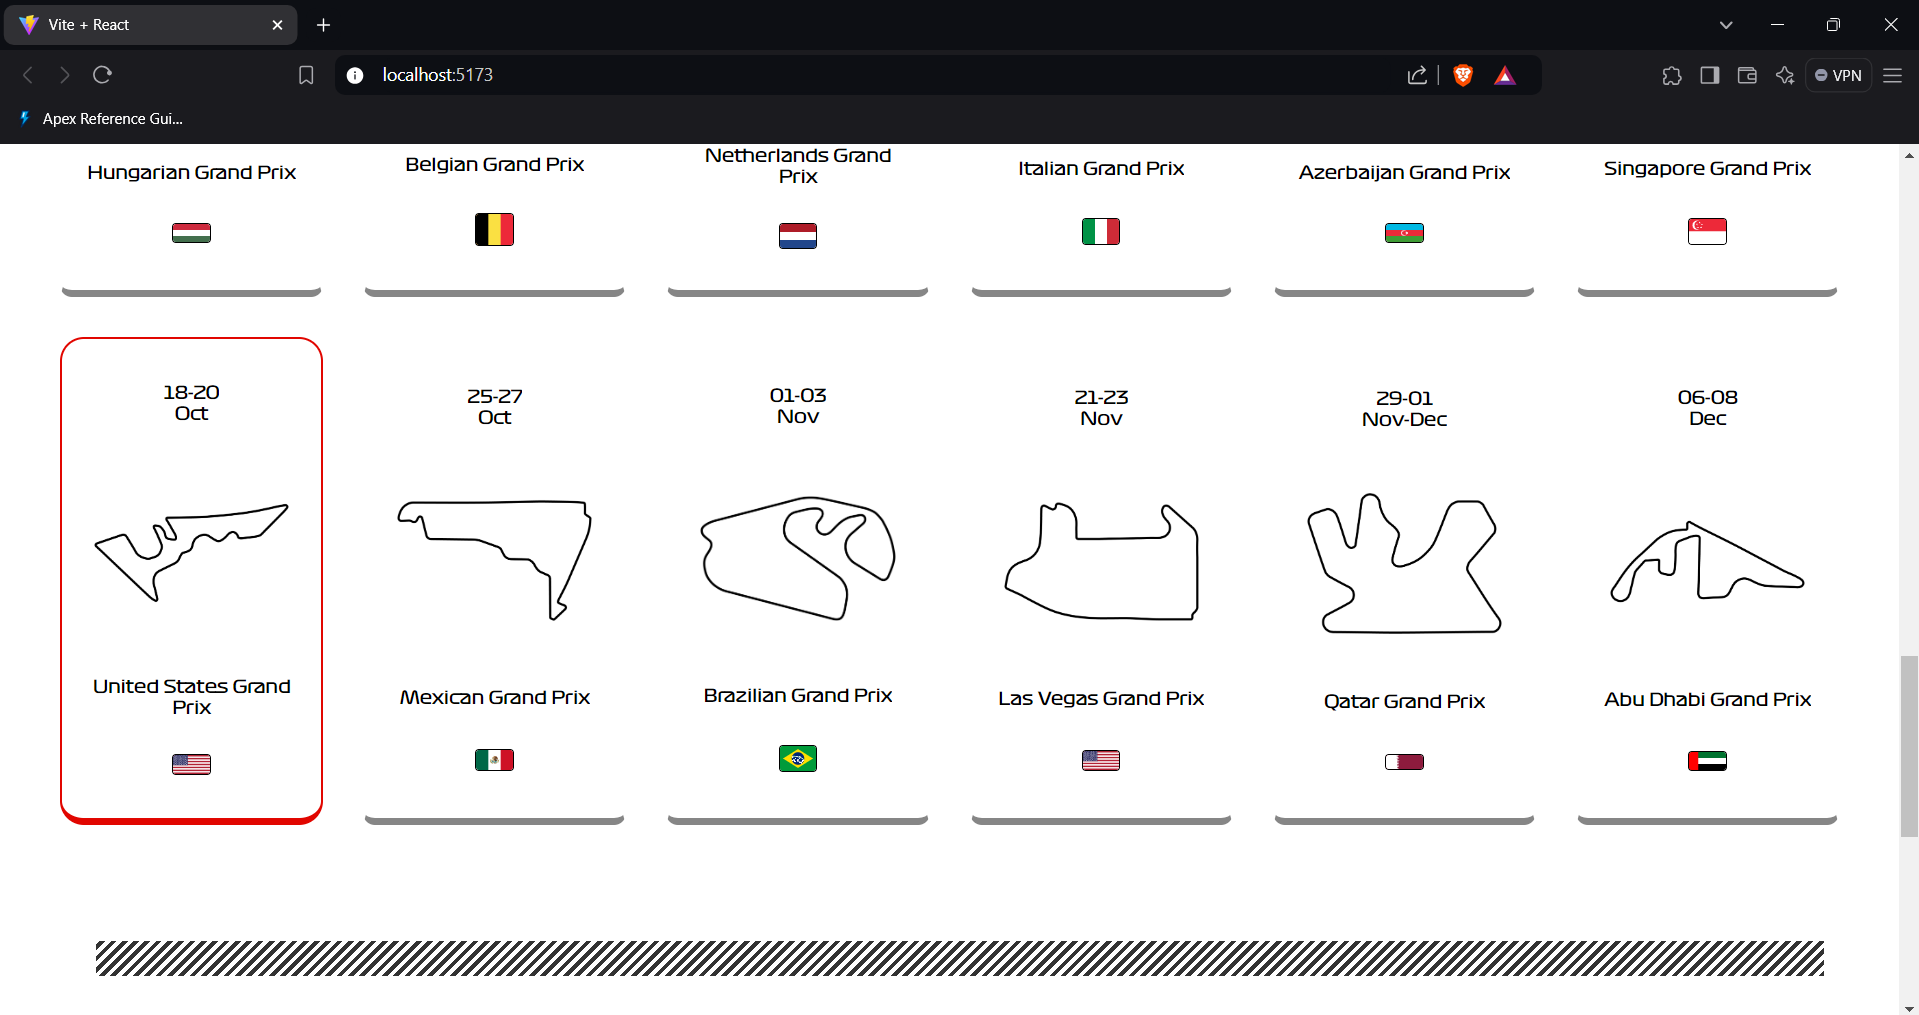 Vite + React
localhost:5173
VPN
Apex Reference Gui...
Hungarian Grand Prix
Belgian Grand Prix
Netherlands Grand
Prix
Italian Grand Prix
Azerbaijan Grand Prix
Singapore Grand Prix
18-20
Oct
25-27
Oct
01-03
Nov
21-23
Nov
29-01
Nov-Dec
06-08
Dec
United States Grand
Prix
Mexican Grand Prix
Brazilian Grand Prix
Las Vegas Grand Prix
Qatar Grand Prix
Abu Dhabi Grand Prix